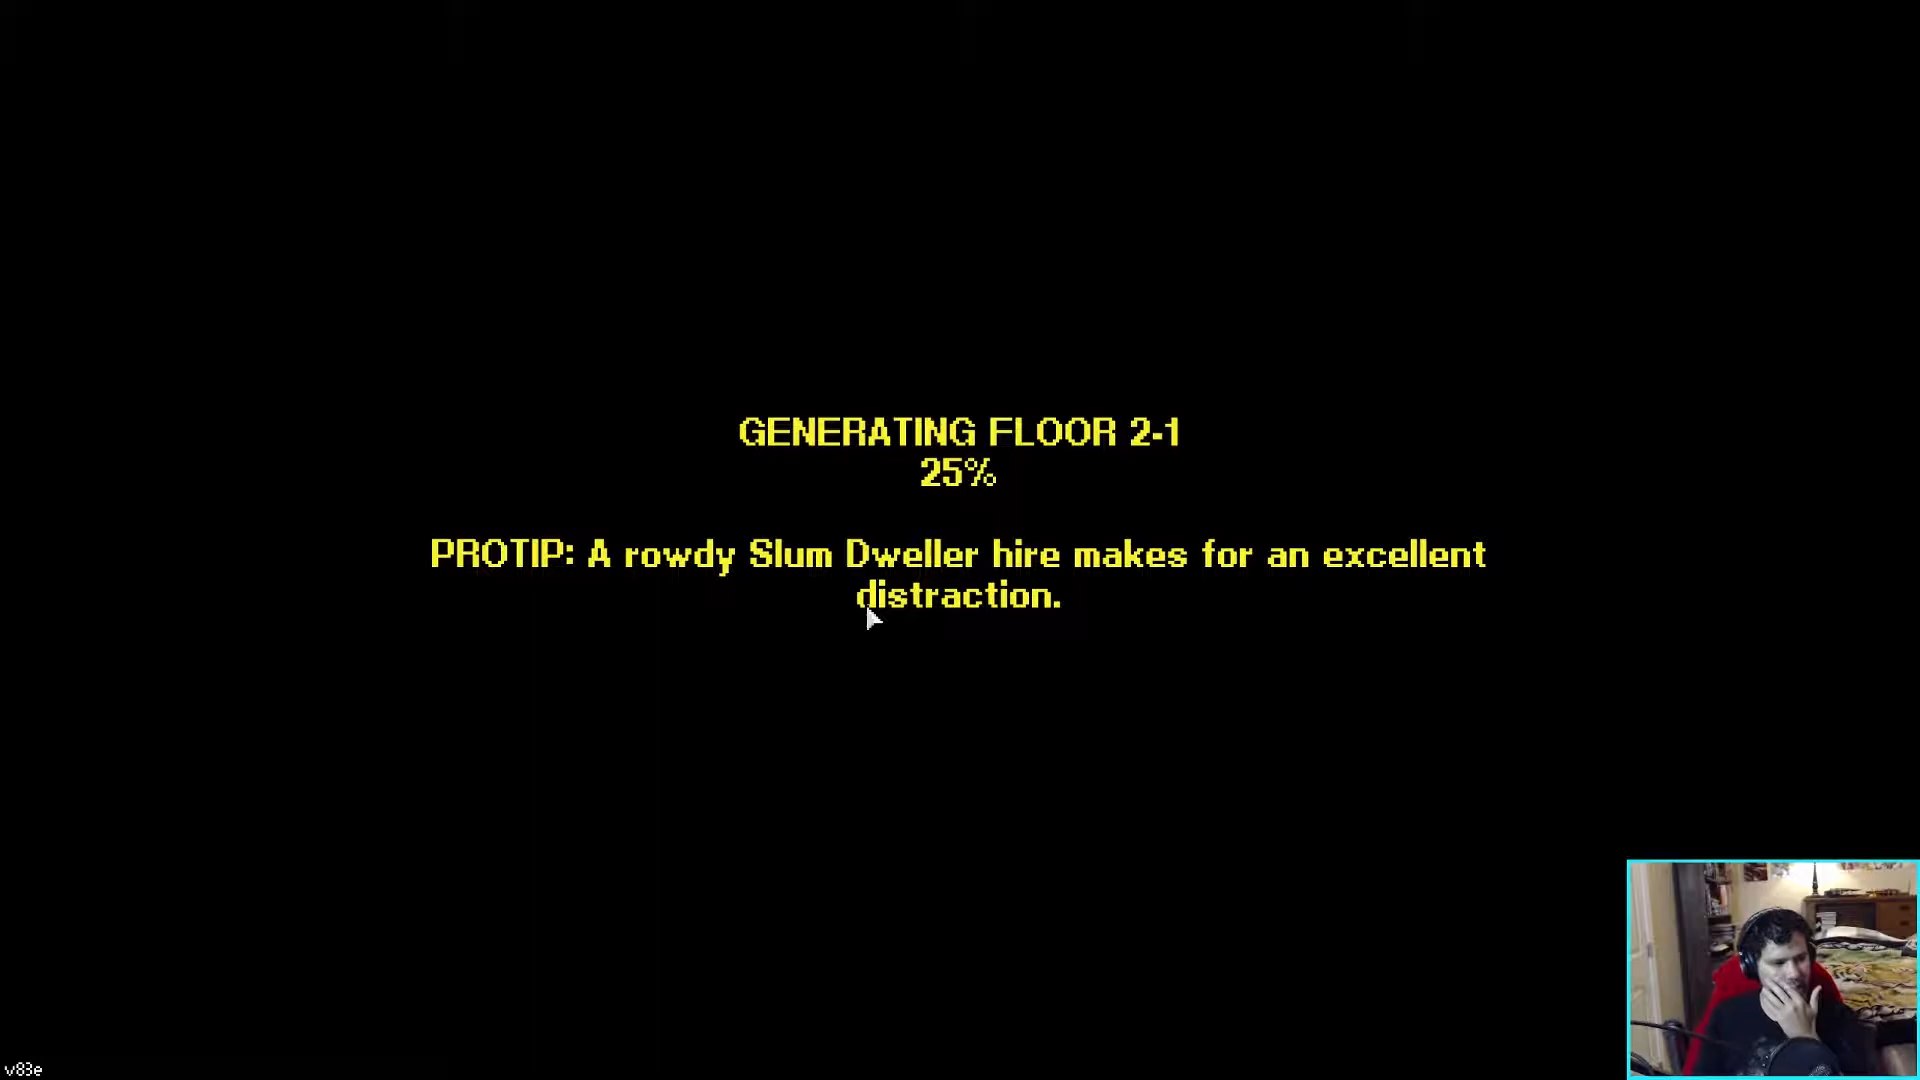 GENERATING FLOOR 2-1
25%
PROTIP: A rowdy Slum Dweller hire makes for an excellent
distraction.
v83e